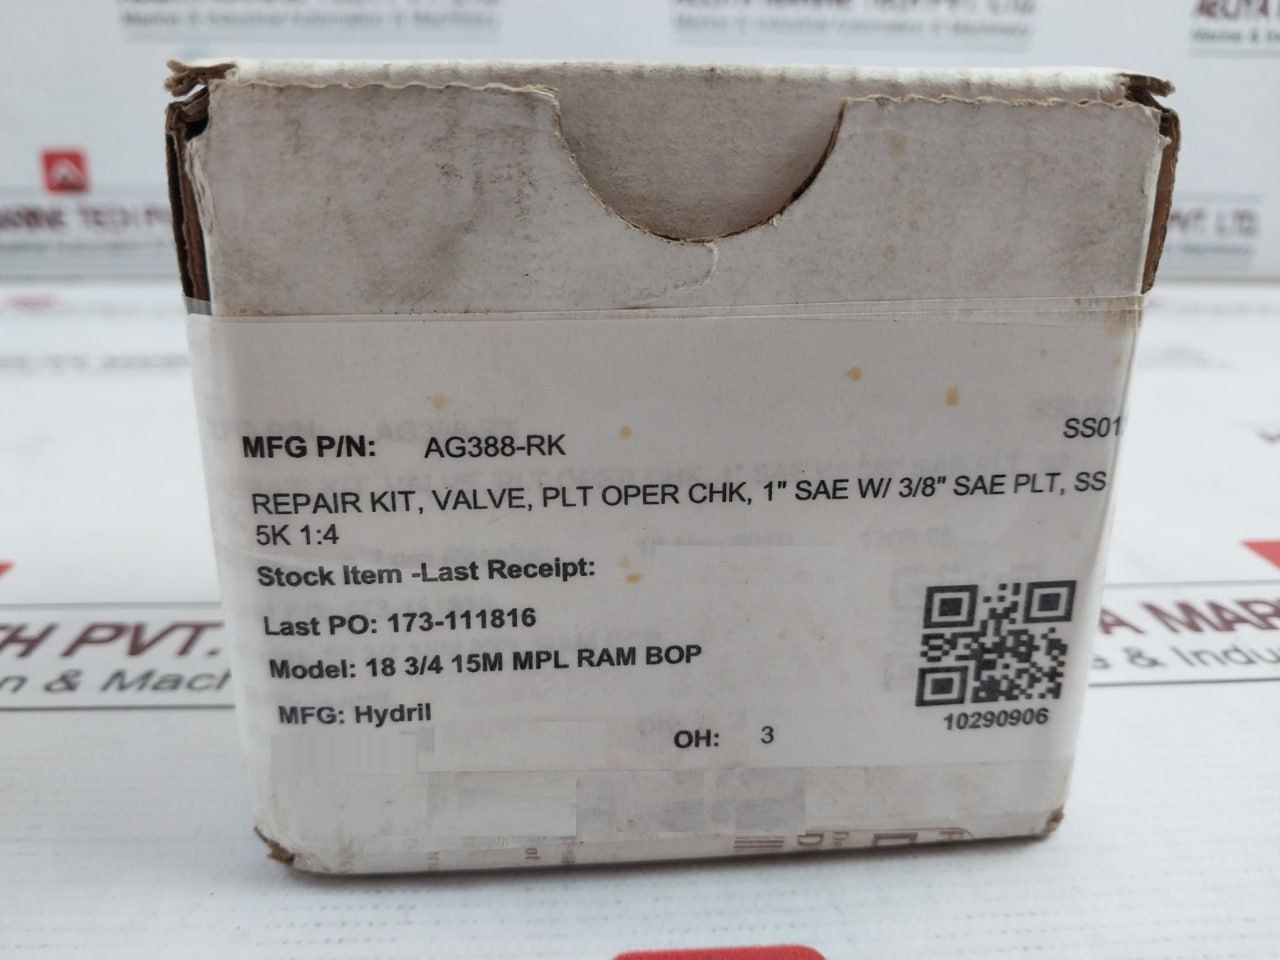 MFG P/N: AG388-RK
SS01
REPAIR KIT, VALVE, PLT OPER CHK, 1" SAE W/ 3/8" SAE PLT, SS
5K 1:4
Stock Item -Last Receipt:
Last PO: 173-111816
Model: 18 3/4 15M MPL RAM BOP
MFG: Hydril
OH: 3
10290906